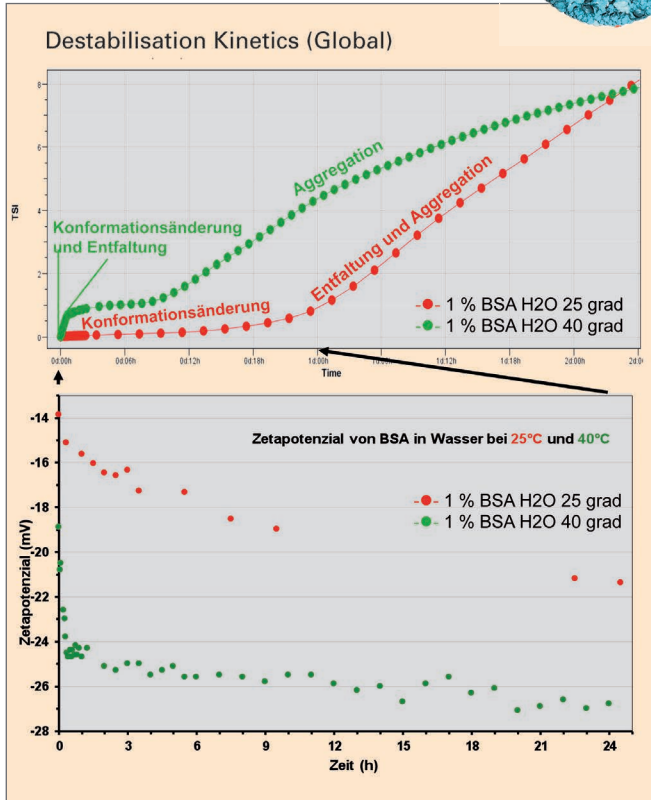 Destabilisation Kinetics (Global)
8
6
4
2
0
TSI
Konformationsänderung
und Entfaltung
Aggregation
Konformationsänderung
Entfaltung und Aggregation
1 % BSA H2O 25 grad
1 % BSA H2O 40 grad
0d:00h 0d:06h 0d:12h 0d:18h 1d:00h 1d:06h 1d:12h 1d:18h 2d:00h 2d:0
Time
Zetapotenzial von BSA in Wasser bei 25°C und 40°C
1 % BSA H2O 25 grad
1 % BSA H2O 40 grad
-14
-16
-18
-20
-22
-24
-26
-28
Zetapotenzial (mV)
0 3 6 9 12 15 18 21 24
Zeit (h)